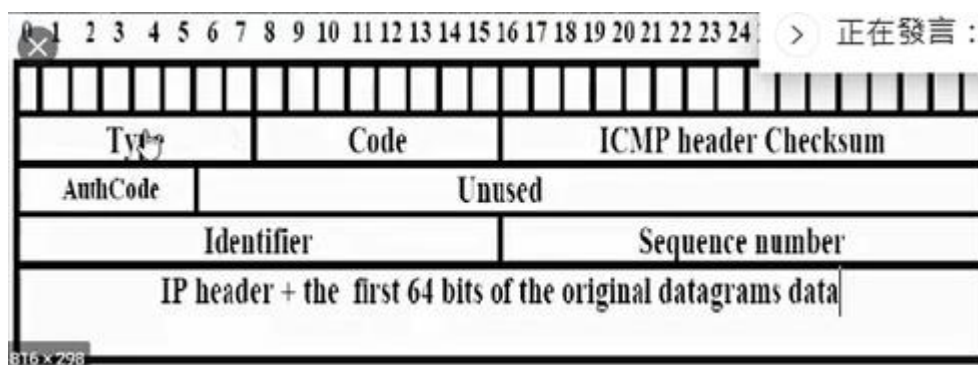 0 1 2 3 4 5 6 7 8 9 10 11 12 13 14 15 16 17 18 19 20 21 22 23 24
正在發言：
Type Code ICMP header Checksum
AuthCode Unused
Identifier Sequence number
IP header + the first 64 bits of the original datagrams data
816 × 298